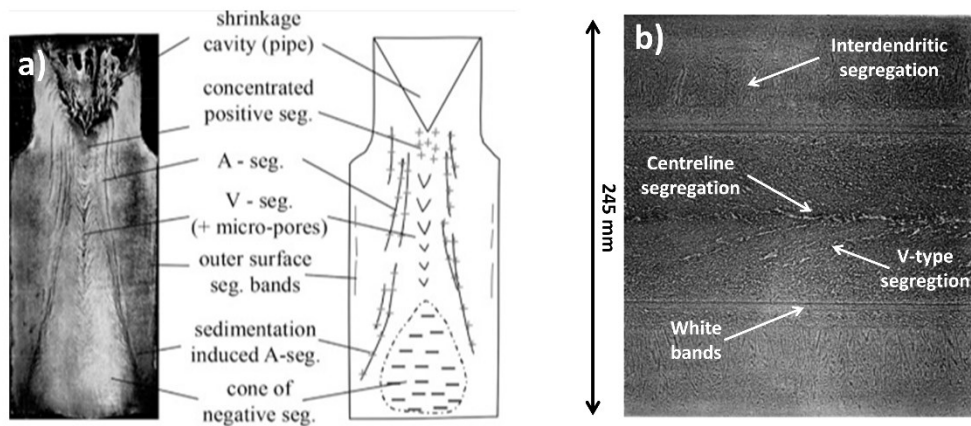 a)
shrinkage
cavity (pipe)
concentrated
positive seg.
A - seg.
V - seg.
(+ micro-pores)
outer surface
seg. bands
sedimentation
induced A-seg.
cone of
negative seg.
245 mm
b)
Interdendritic
segregation
Centreline
segregation
V-type
segregtion
White
bands